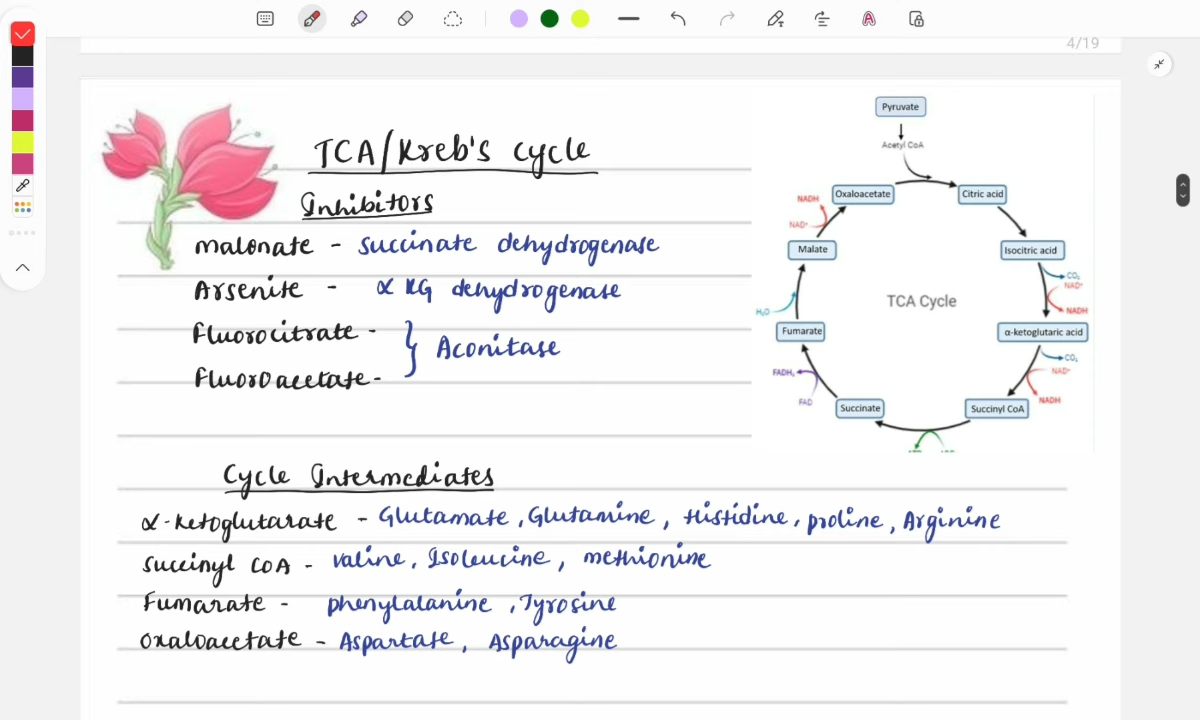 4/19
TCA/Kreb's cycle
Inhibitors
malonate - succinate dehydrogenase
Arsenite - α KG dehydrogenase
fluorocitrate -
fluoroacetate -
} Aconitase
Pyruvate
Acetyl CoA
Oxaloacetate
Citric acid
NADH
NAD⁺
Malate
Isocitric acid
CO₂
NAD⁺
NADH
TCA Cycle
H₂O
Fumarate
α-ketoglutaric acid
CO₂
NAD⁺
NADH
FADH₂
FAD
Succinate
Succinyl CoA
Cycle Intermediates
α-ketoglutarate - Glutamate, Glutamine, Histidine, proline, Arginine
succinyl COA - valine, Isoleucine, methionine
Fumarate - phenylalanine, Tyrosine
oxaloacetate - Aspartate, Asparagine